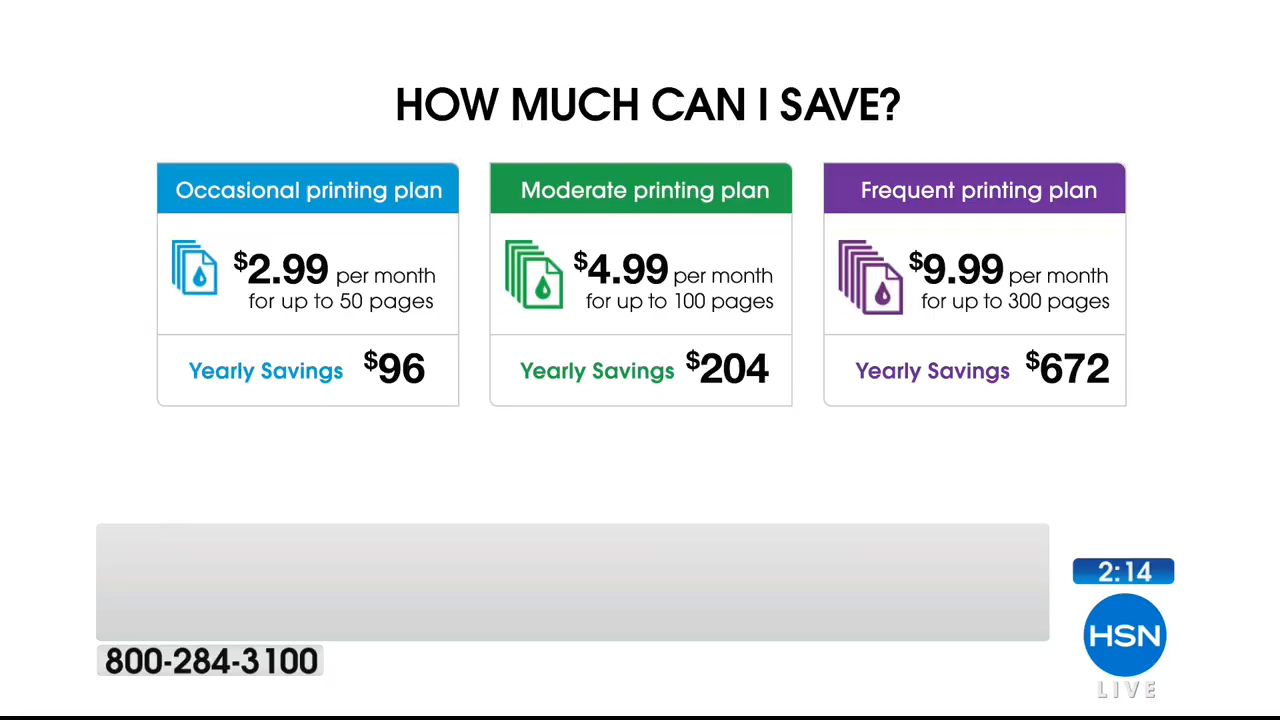 HOW MUCH CAN I SAVE?
Occasional printing plan
$2.99 per month
for up to 50 pages
Yearly Savings $96
Moderate printing plan
$4.99 per month
for up to 100 pages
Yearly Savings $204
Frequent printing plan
$9.99 per month
for up to 300 pages
Yearly Savings $672
2:14
HSN
LIVE
800-284-3100